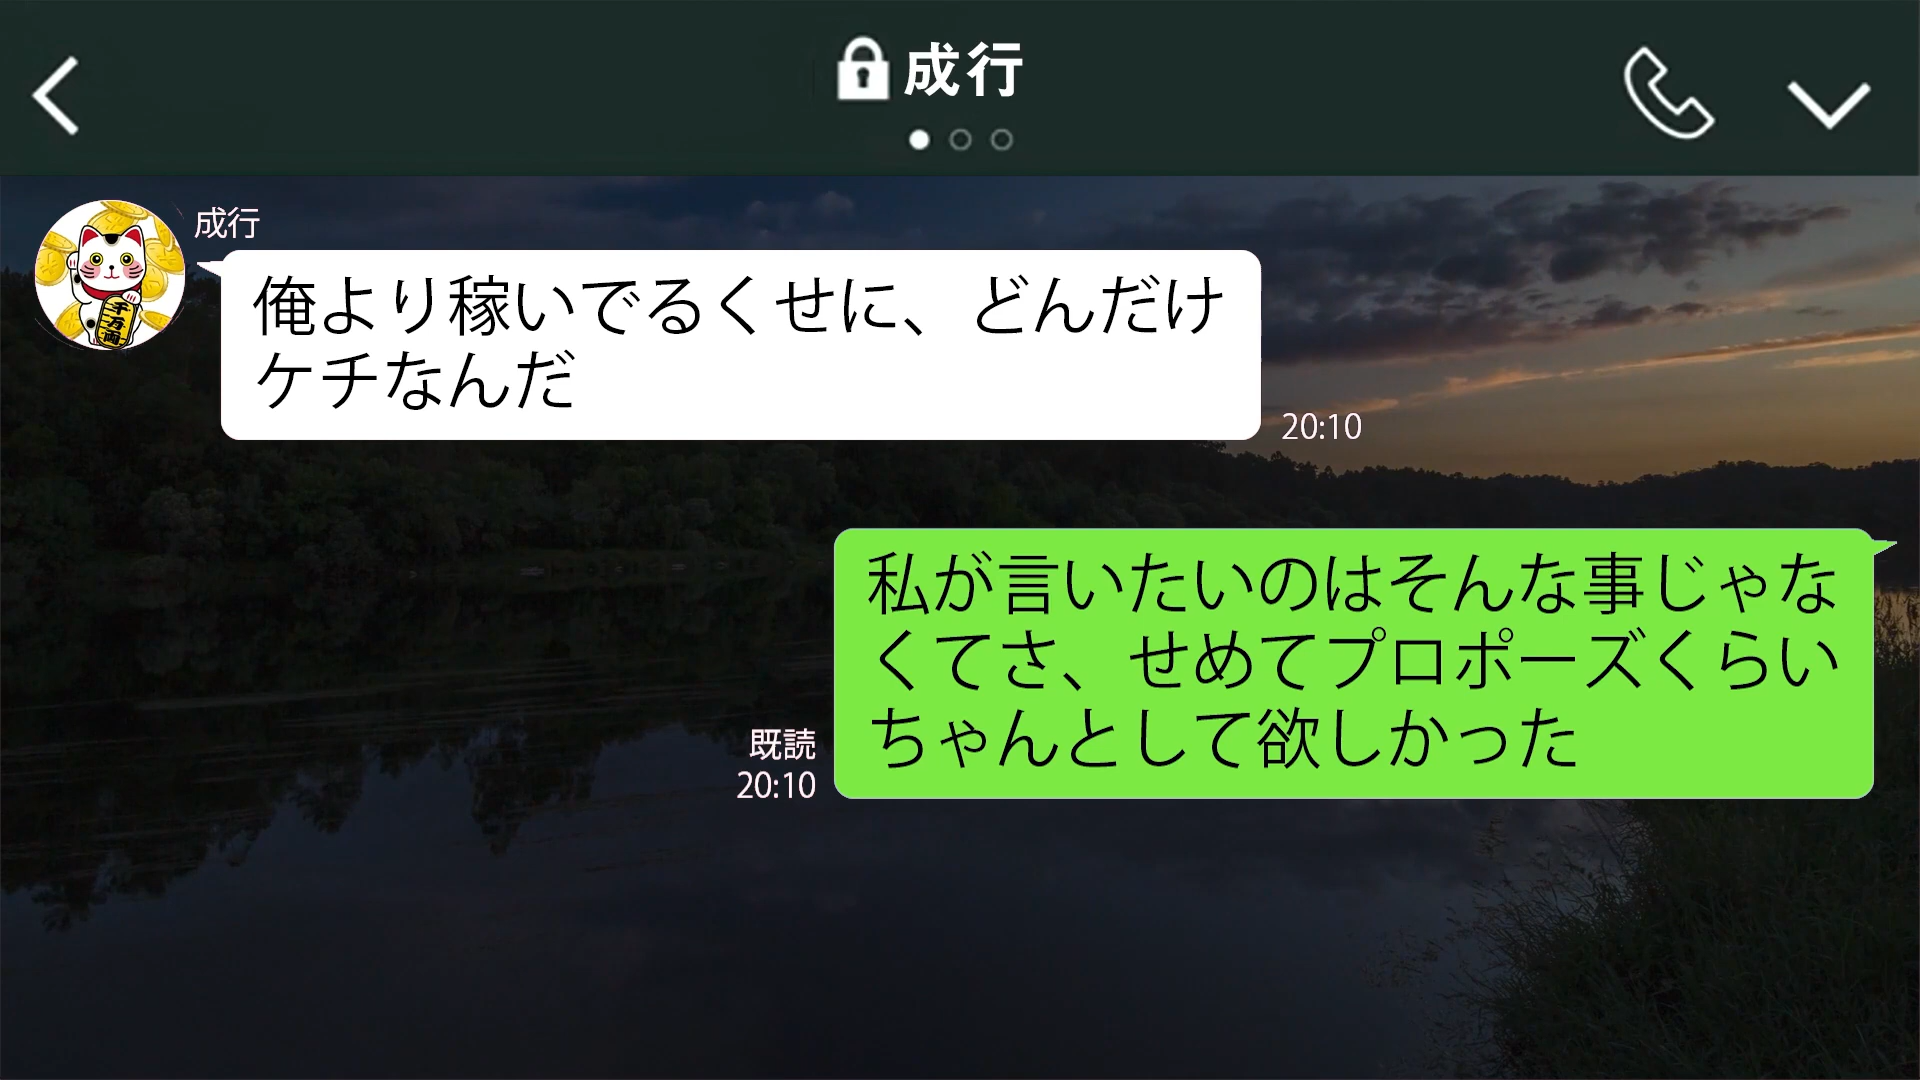 成行
成行
俺より稼いでるくせに、どんだけ
ケチなんだ
20:10
私が言いたいのはそんな事じゃな
くてさ、せめてプロポーズくらい
ちゃんとして欲しかった
既読
20:10
千万両